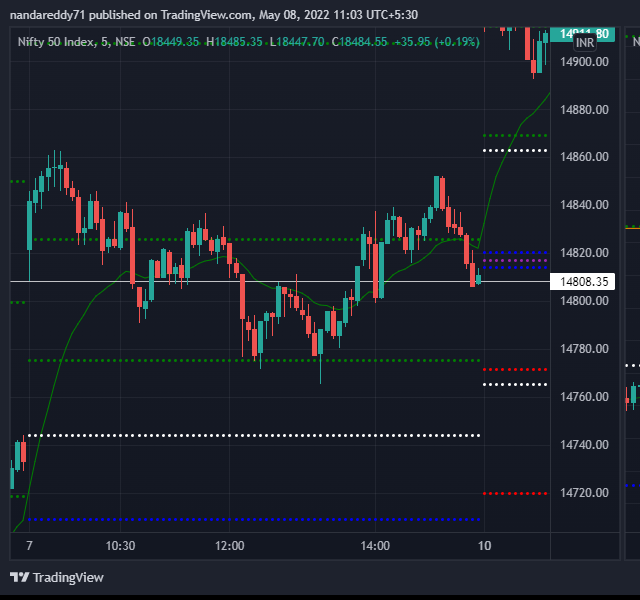 nandareddy71 published on TradingView.com, May 08, 2022 11:03 UTC+5:30
Nifty 50 Index, 5, NSE O18449.35 H18485.35 L18447.70 C18484.55 +35.95 (+0.19%)
14911.80
INR
N
14900.00
14880.00
14860.00
14840.00
14820.00
14808.35
14800.00
14780.00
14760.00
14740.00
14720.00
7 10:30 12:00 14:00 10
TradingView